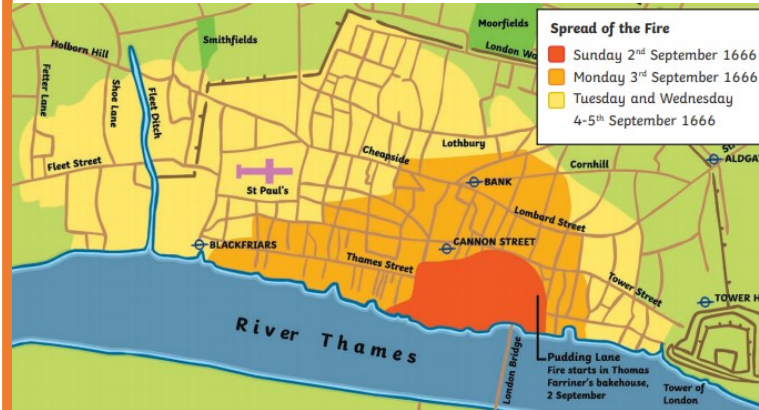 Spread of the Fire
Sunday 2nd September 1666
Monday 3rd September 1666
Tuesday and Wednesday
4-5th September 1666
Moorfields
Smithfields
London Wa
Holborn Hill
Fetter Lane
Shoe Lane
Fleet Ditch
Fleet Street
St Paul's
Cheapside
Lothbury
Cornhill
ALDGA
BANK
Lombard Street
BLACKFRIARS
CANNON STREET
Thames Street
Tower Street
TOWER H
River Thames
London Bridge
Pudding Lane
Fire starts in Thomas
Farriner's bakehouse,
2 September
Tower of
London